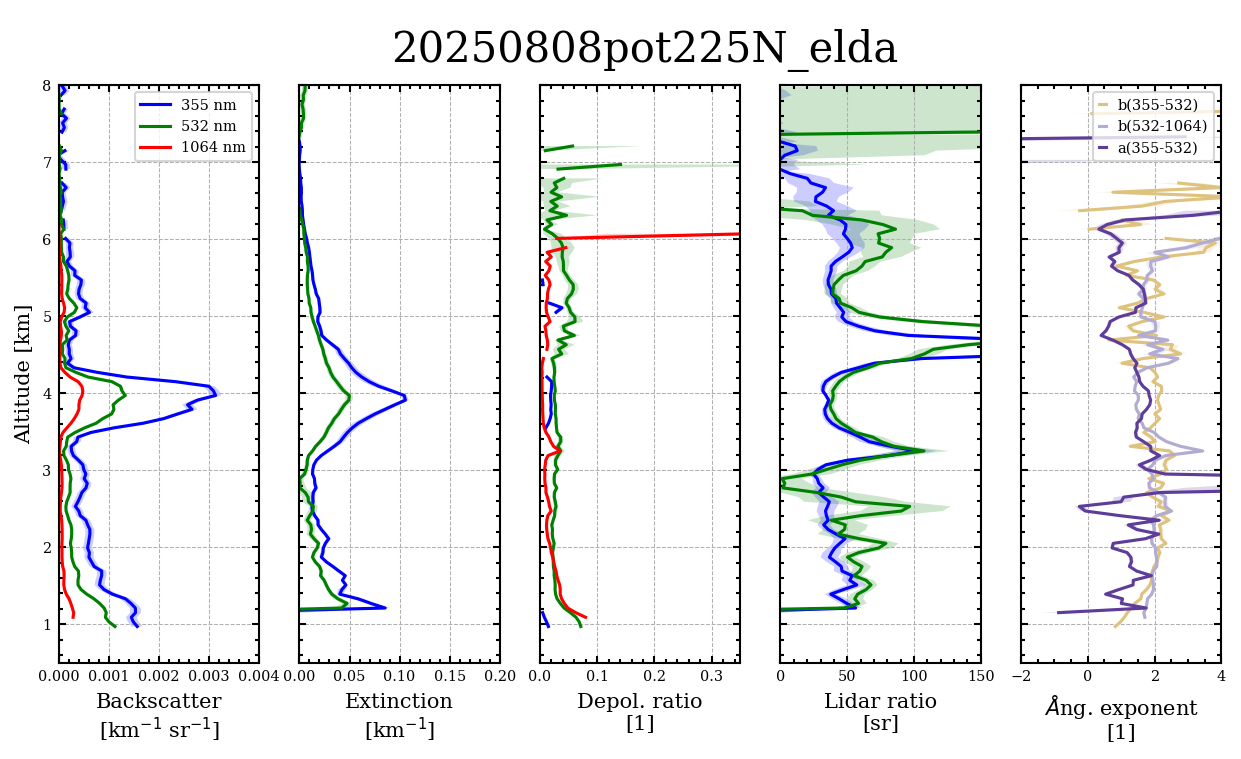 20250808pot225N_elda
8
7
6
5
4
3
2
1
Altitude [km]
355 nm
532 nm
1064 nm
0.000 0.001 0.002 0.003 0.004
Backscatter
[km⁻¹ sr⁻¹]
0.00 0.05 0.10 0.15 0.20
Extinction
[km⁻¹]
0.0 0.1 0.2 0.3
Depol. ratio
[1]
0 50 100 150
Lidar ratio
[sr]
b(355-532)
b(532-1064)
a(355-532)
−2 0 2 4
Ång. exponent
[1]